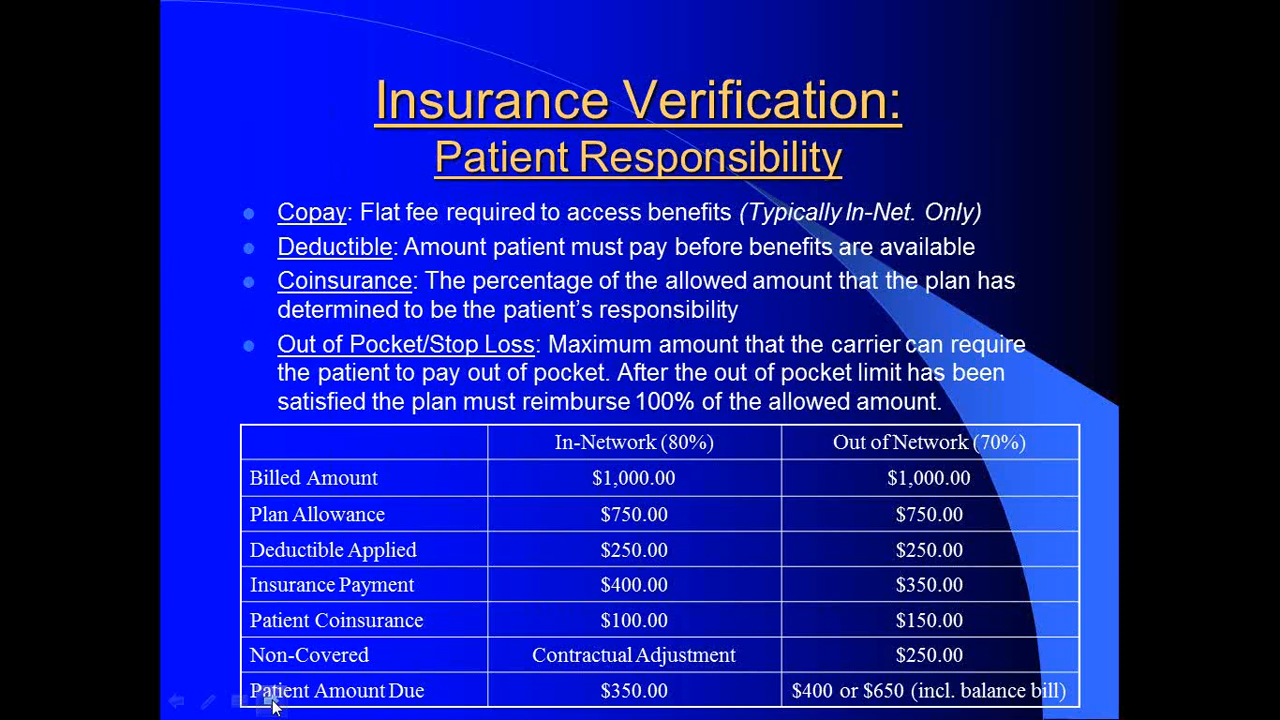 Insurance Verification:
Patient Responsibility
Copay: Flat fee required to access benefits (Typically In-Net. Only)
Deductible: Amount patient must pay before benefits are available
Coinsurance: The percentage of the allowed amount that the plan has
determined to be the patient's responsibility
Out of Pocket/Stop Loss: Maximum amount that the carrier can require
the patient to pay out of pocket. After the out of pocket limit has been
satisfied the plan must reimburse 100% of the allowed amount.
In-Network (80%) Out of Network (70%)
Billed Amount $1,000.00 $1,000.00
Plan Allowance $750.00 $750.00
Deductible Applied $250.00 $250.00
Insurance Payment $400.00 $350.00
Patient Coinsurance $100.00 $150.00
Non-Covered Contractual Adjustment $250.00
Patient Amount Due $350.00 $400 or $650 (incl. balance bill)